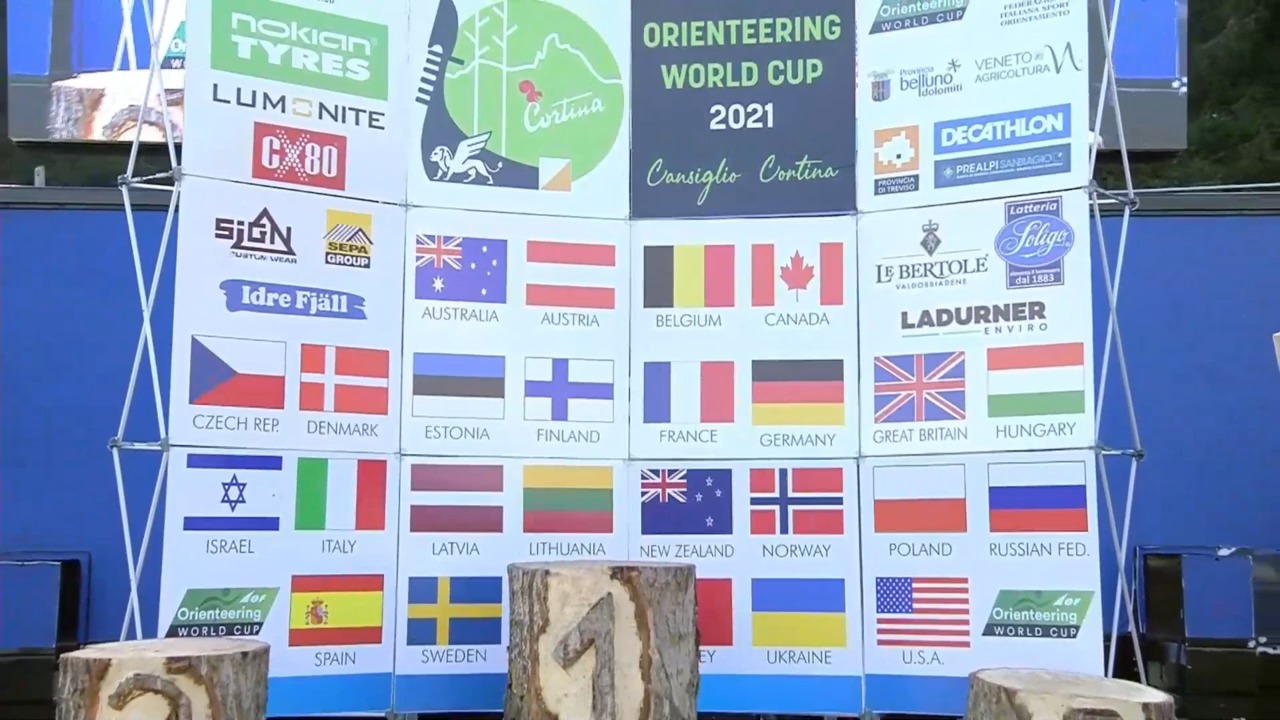 nokian
TYRES
LUMONITE
CX80
Cortina
ORIENTEERING
WORLD CUP
2021
Cansiglio Cortina
Orienteering
WORLD CUP
FEDERAZIONE
ITALIANA SPORT
ORIENTAMENTO
Provincia
belluno
dolomiti
VENETO
AGRICOLTURA
PROVINCIA
DI TREVISO
DECATHLON
PREALPI SANBIAGIO
SIGN
CUSTOM WEAR
SEPA
GROUP
Idre Fjäll
LE BERTOLE
VALDOBBIADENE
Latteria
Soligo
dal 1883
LADURNER
ENVIRO
AUSTRALIA
AUSTRIA
BELGIUM
CANADA
CZECH REP.
DENMARK
ESTONIA
FINLAND
FRANCE
GERMANY
GREAT BRITAIN
HUNGARY
ISRAEL
ITALY
LATVIA
LITHUANIA
NEW ZEALAND
NORWAY
POLAND
RUSSIAN FED.
Orienteering
WORLD CUP
SPAIN
SWEDEN
EY
UKRAINE
U.S.A.
IOF
Orienteering
WORLD CUP
2
1